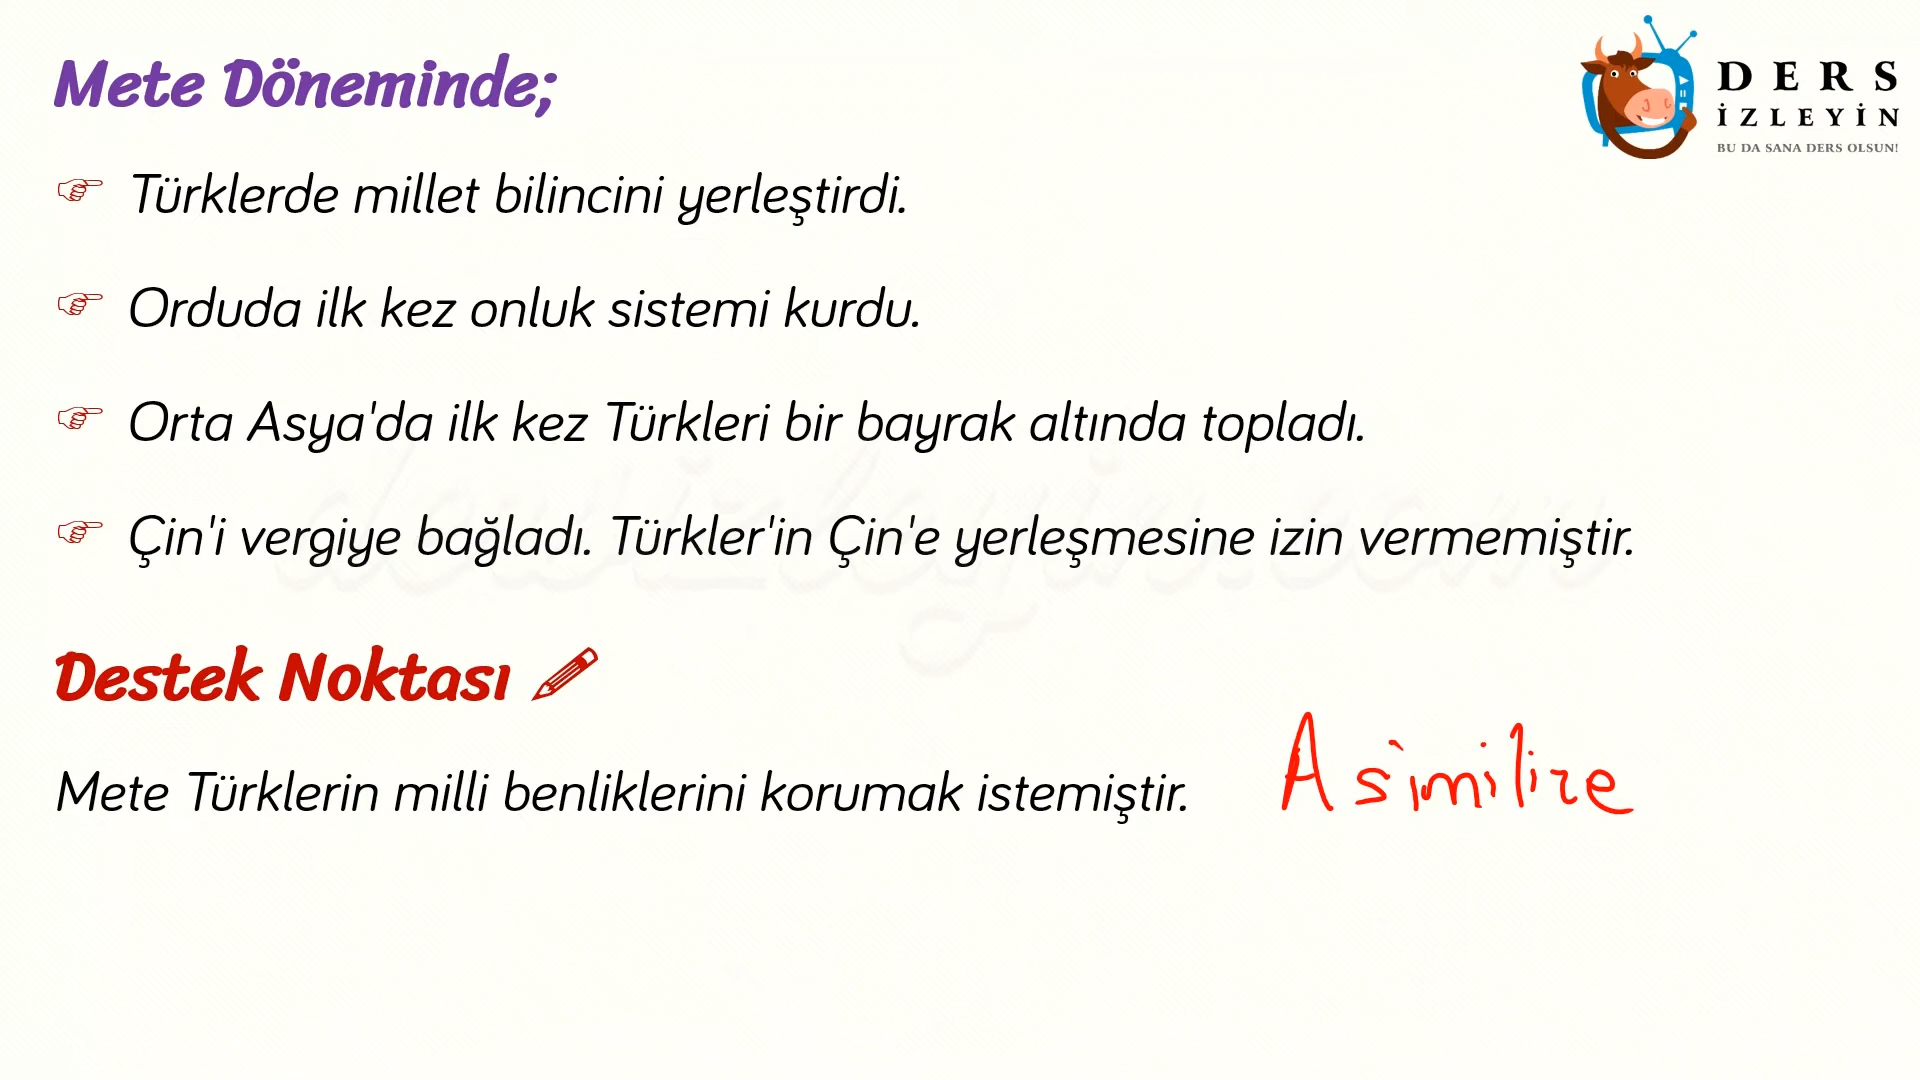 Mete Döneminde;
DERS
İZLEYİN
BU DA SANA DERS OLSUN!
Türklerde millet bilincini yerleştirdi.
Orduda ilk kez onluk sistemi kurdu.
Orta Asya'da ilk kez Türkleri bir bayrak altında topladı.
Çin'i vergiye bağladı. Türkler'in Çin'e yerleşmesine izin vermemiştir.
dersizleyin.com
Destek Noktası
Mete Türklerin milli benliklerini korumak istemiştir. Asimilize